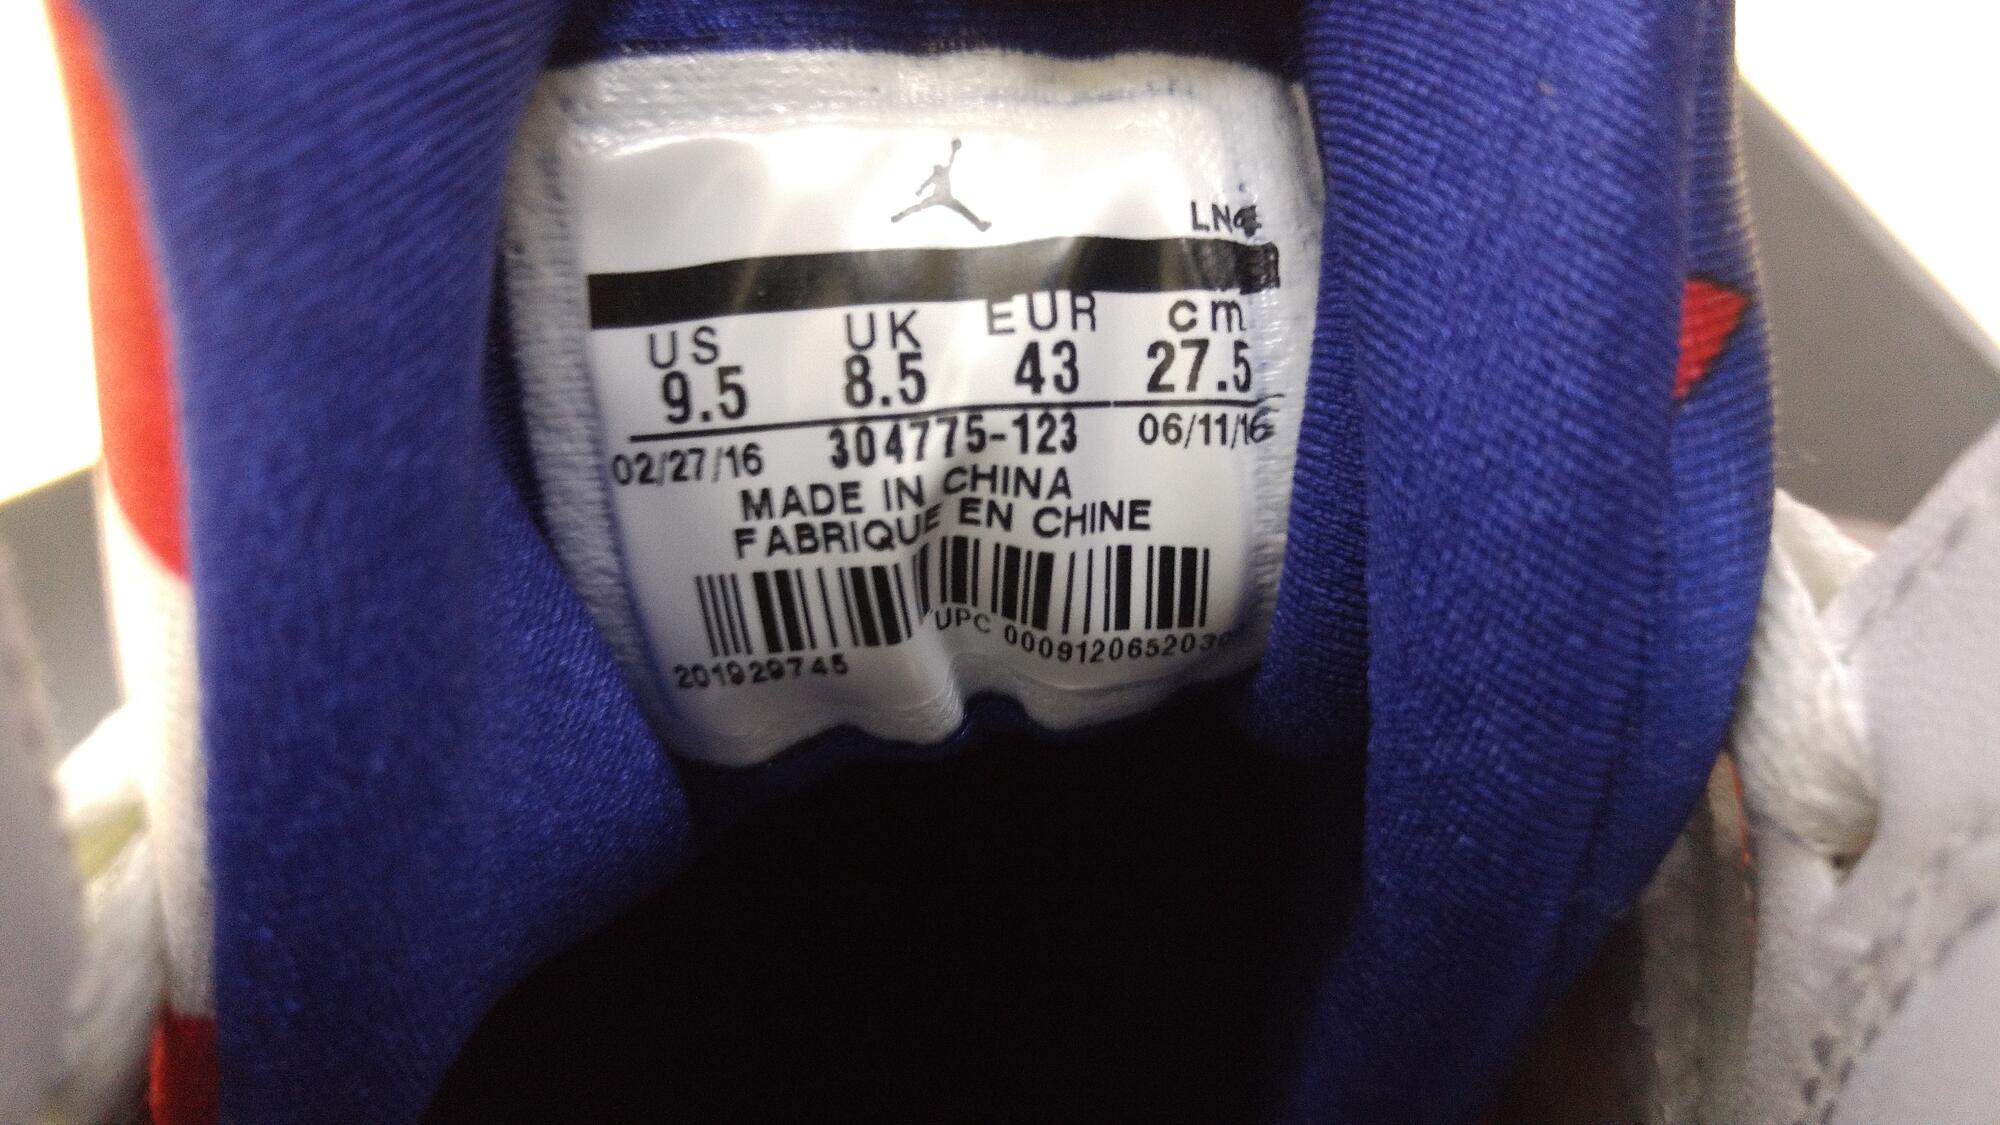 LN4
US UK EUR cm
9.5 8.5 43 27.5
02/27/16 304775-123 06/11/16
MADE IN CHINA
FABRIQUE EN CHINE
UPC 0009120652030
201929745